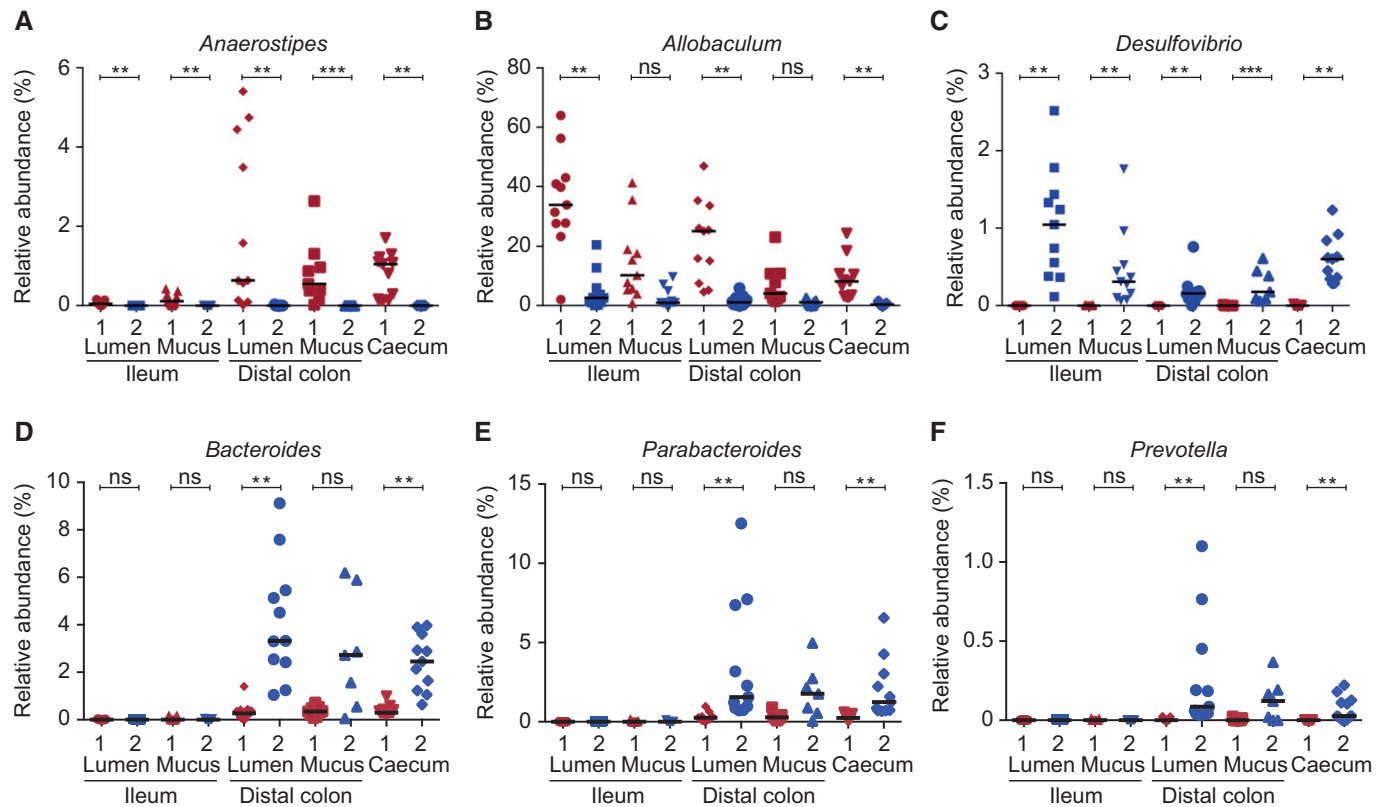 A
Anaerostipes
Relative abundance (%)
6
4
2
0
** ** ** *** **
1 2 1 2 1 2 1 2 1 2
Lumen Mucus Lumen Mucus Caecum
Ileum Distal colon
B
Allobaculum
Relative abundance (%)
80
60
40
20
0
** ns ** ns **
1 2 1 2 1 2 1 2 1 2
Lumen Mucus Lumen Mucus Caecum
Ileum Distal colon
C
Desulfovibrio
Relative abundance (%)
3
2
1
0
** ** ** *** **
1 2 1 2 1 2 1 2 1 2
Lumen Mucus Lumen Mucus Caecum
Ileum Distal colon
D
Bacteroides
Relative abundance (%)
10
8
6
4
2
0
ns ns ** ns **
1 2 1 2 1 2 1 2 1 2
Lumen Mucus Lumen Mucus Caecum
Ileum Distal colon
E
Parabacteroides
Relative abundance (%)
15
10
5
0
ns ns ** ns **
1 2 1 2 1 2 1 2 1 2
Lumen Mucus Lumen Mucus Caecum
Ileum Distal colon
F
Prevotella
Relative abundance (%)
1.5
1.0
0.5
0
ns ns ** ns **
1 2 1 2 1 2 1 2 1 2
Lumen Mucus Lumen Mucus Caecum
Ileum Distal colon